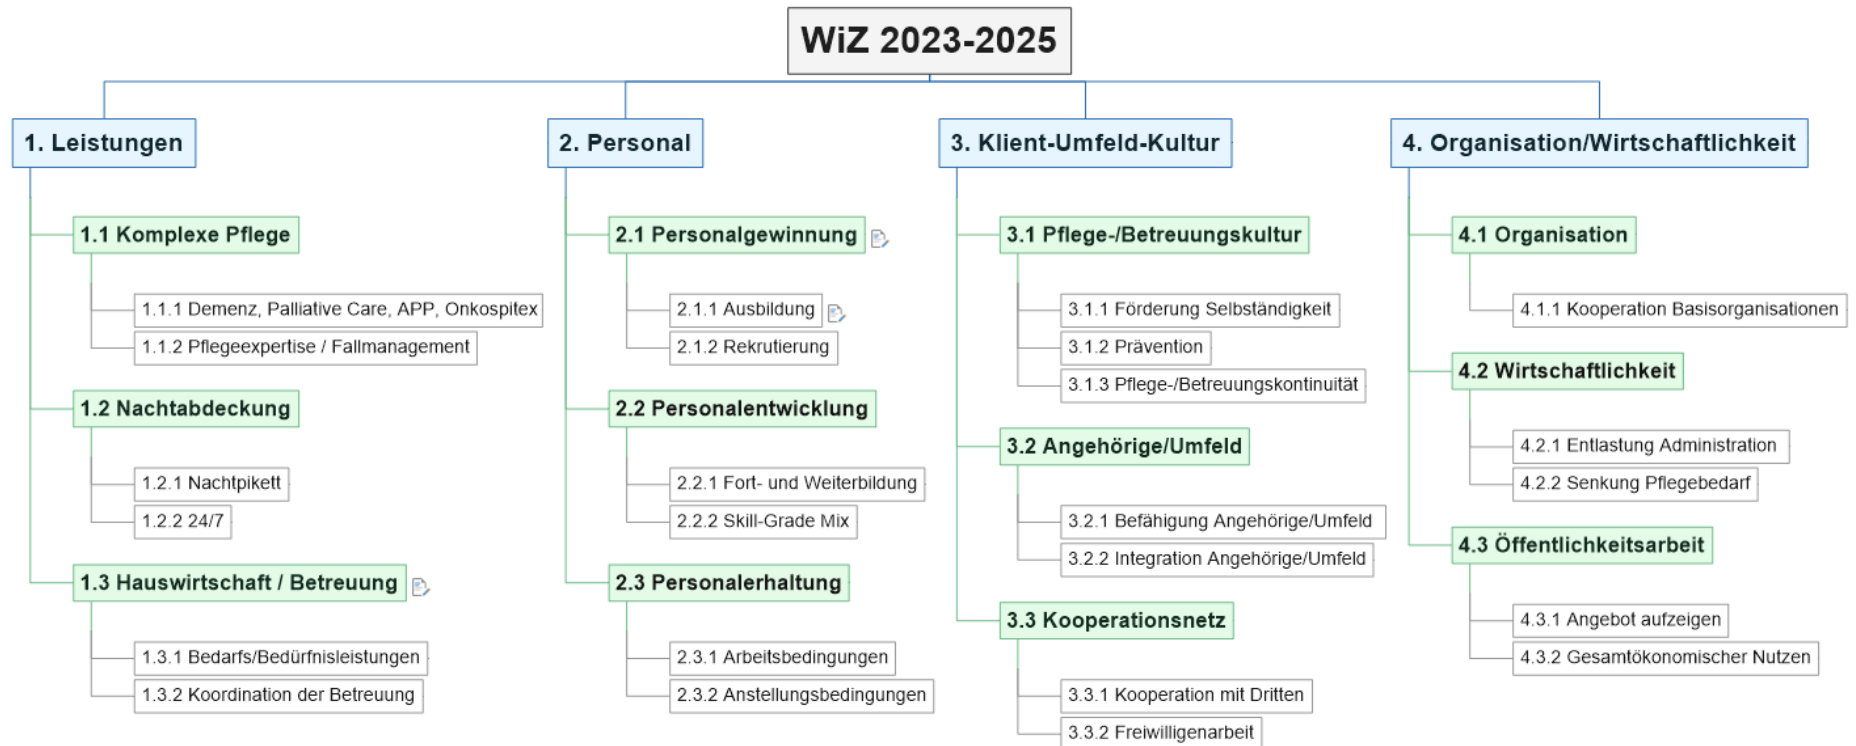 WiZ 2023-2025
1. Leistungen
1.1 Komplexe Pflege
1.1.1 Demenz, Palliative Care, APP, Onkospitex
1.1.2 Pflegeexpertise / Fallmanagement
1.2 Nachtabdeckung
1.2.1 Nachtpikett
1.2.2 24/7
1.3 Hauswirtschaft / Betreuung
1.3.1 Bedarfs/Bedürfnisleistungen
1.3.2 Koordination der Betreuung
2. Personal
2.1 Personalgewinnung
2.1.1 Ausbildung
2.1.2 Rekrutierung
2.2 Personalentwicklung
2.2.1 Fort- und Weiterbildung
2.2.2 Skill-Grade Mix
2.3 Personalerhaltung
2.3.1 Arbeitsbedingungen
2.3.2 Anstellungsbedingungen
3. Klient-Umfeld-Kultur
3.1 Pflege-/Betreuungskultur
3.1.1 Förderung Selbständigkeit
3.1.2 Prävention
3.1.3 Pflege-/Betreuungskontinuität
3.2 Angehörige/Umfeld
3.2.1 Befähigung Angehörige/Umfeld
3.2.2 Integration Angehörige/Umfeld
3.3 Kooperationsnetz
3.3.1 Kooperation mit Dritten
3.3.2 Freiwilligenarbeit
4. Organisation/Wirtschaftlichkeit
4.1 Organisation
4.1.1 Kooperation Basisorganisationen
4.2 Wirtschaftlichkeit
4.2.1 Entlastung Administration
4.2.2 Senkung Pflegebedarf
4.3 Öffentlichkeitsarbeit
4.3.1 Angebot aufzeigen
4.3.2 Gesamtökonomischer Nutzen